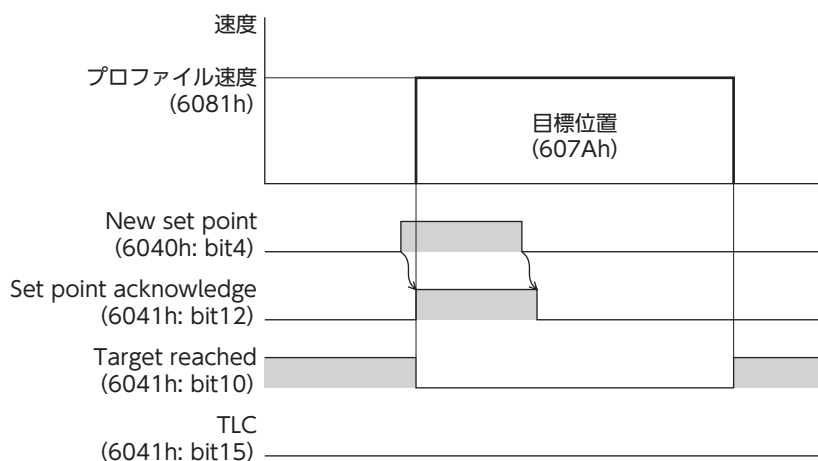 速度
プロファイル速度
(6081h)
目標位置
(607Ah)
New set point
(6040h: bit4)
Set point acknowledge
(6041h: bit12)
Target reached
(6041h: bit10)
TLC
(6041h: bit15)